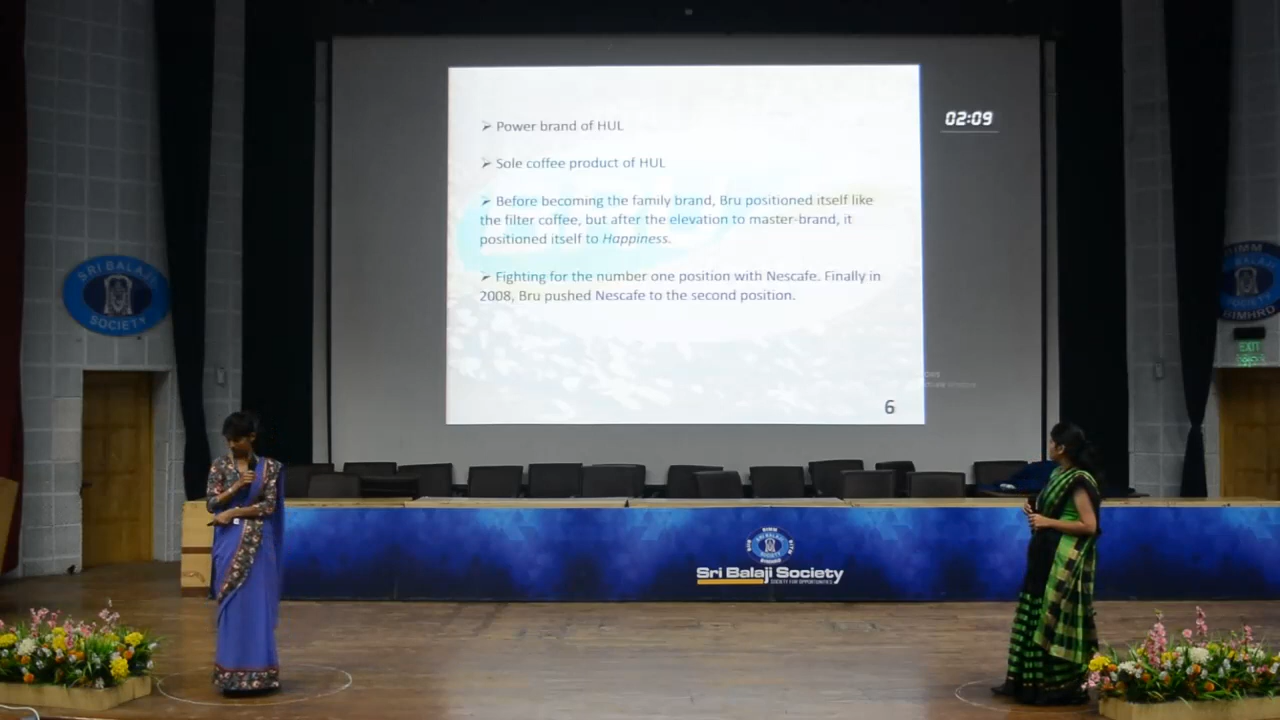 ➢ Power brand of HUL
➢ Sole coffee product of HUL
➢ Before becoming the family brand, Bru positioned itself like
the filter coffee, but after the elevation to master-brand, it
positioned itself to Happiness.
➢ Fighting for the number one position with Nescafe. Finally in
2008, Bru pushed Nescafe to the second position.
6
02:09
SRI BALAJI
SOCIETY
BIMHRD
EXIT
SRI BALAJI
Sri Balaji Society
SOCIETY FOR OPPORTUNITIES